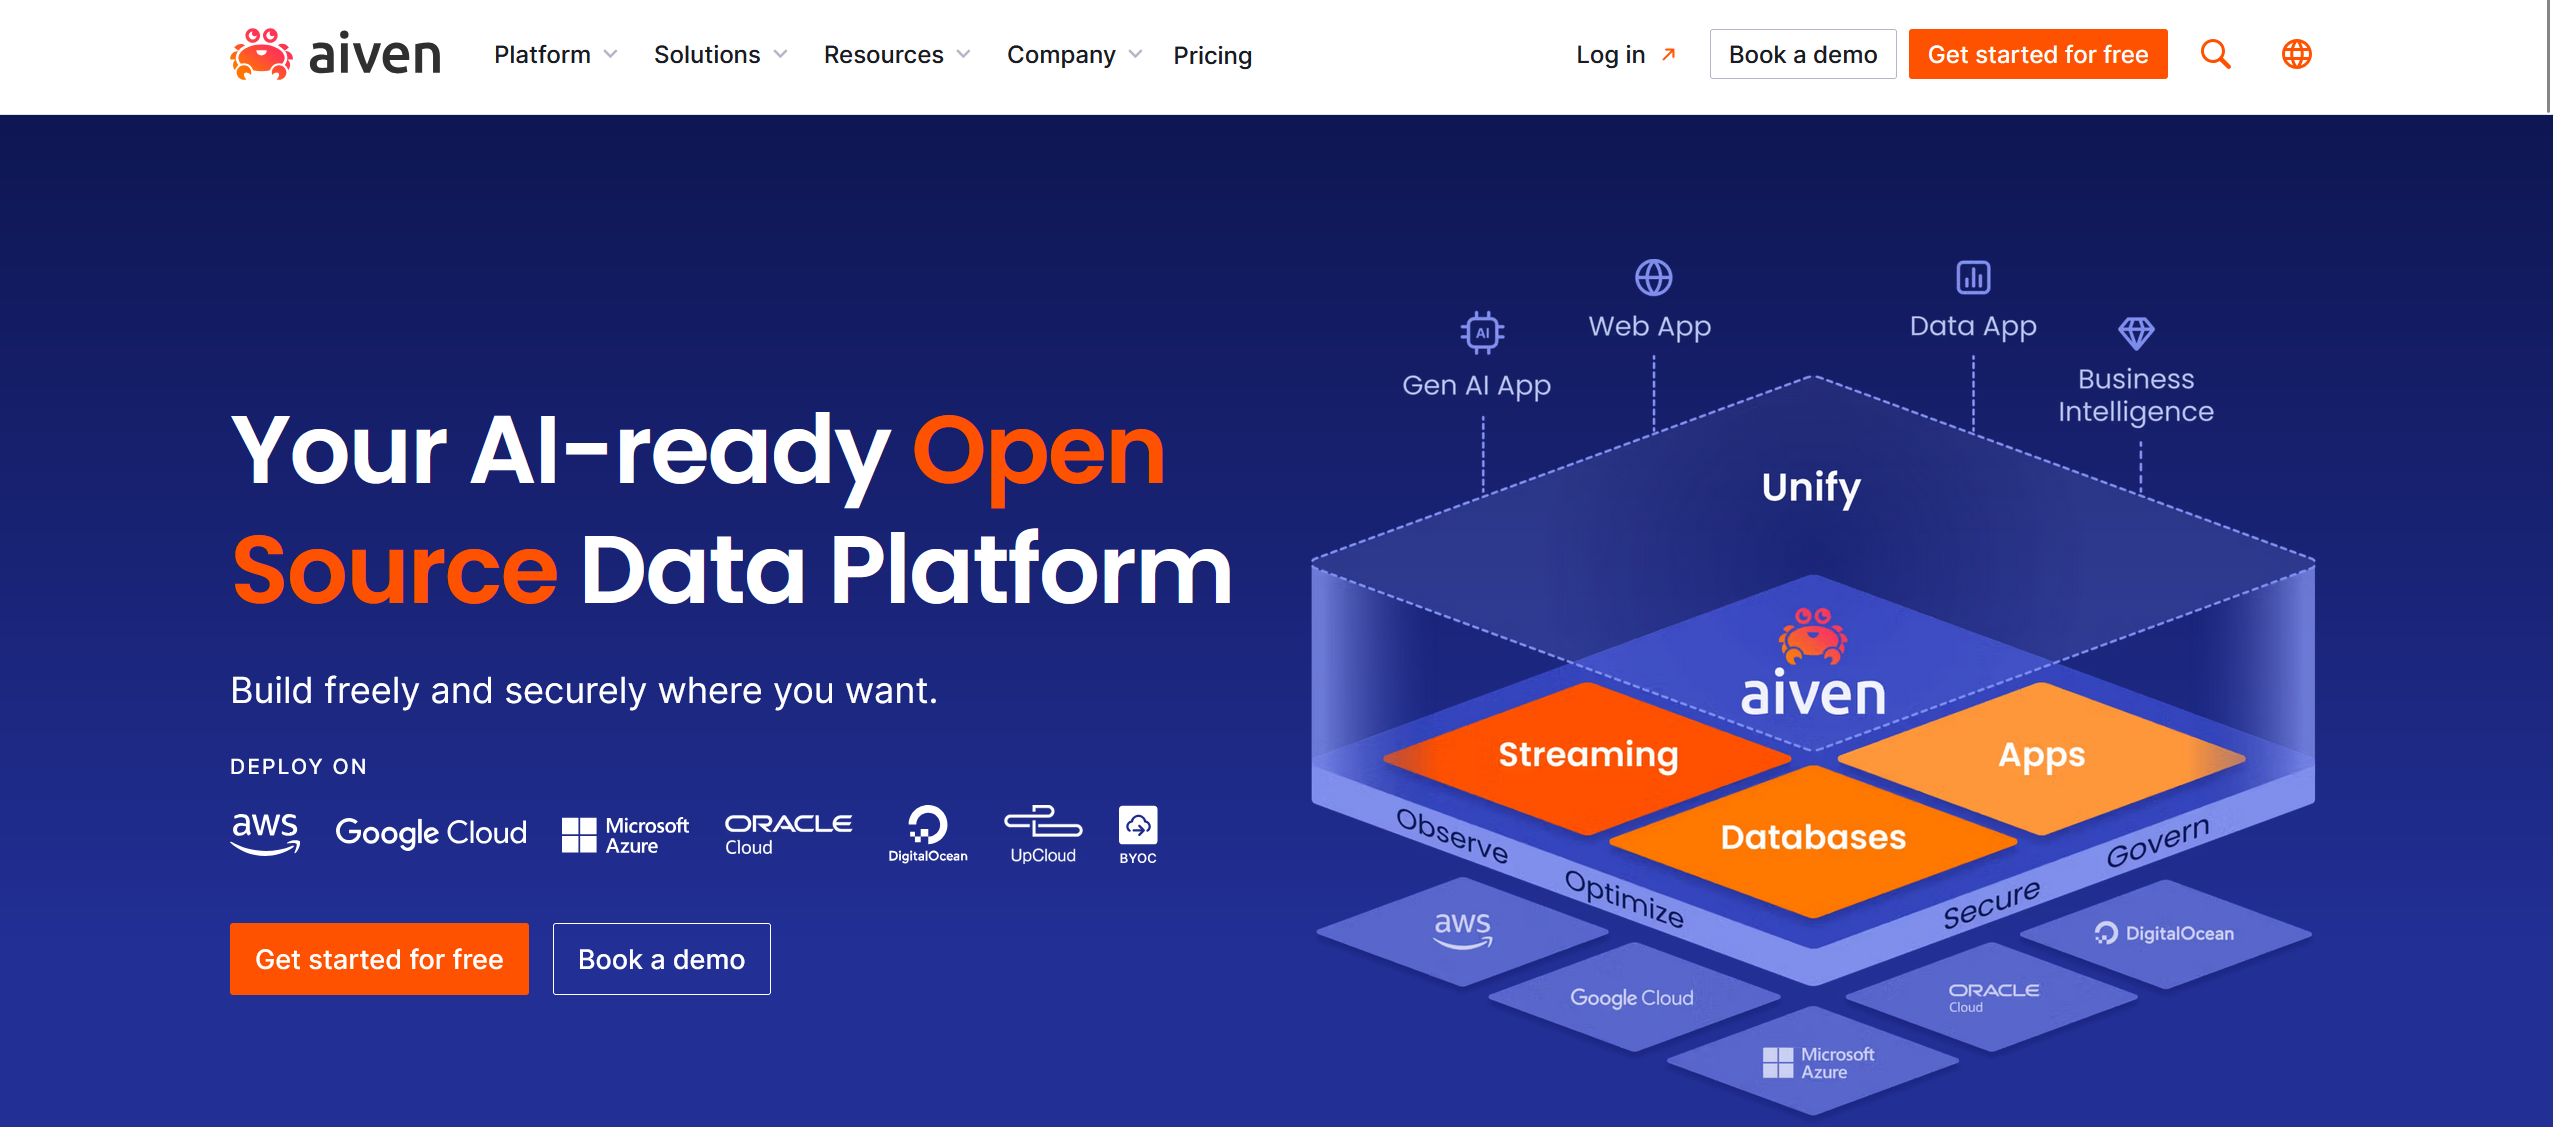 aiven
Platform
Solutions
Resources
Company
Pricing
Log in
Book a demo
Get started for free
Your AI-ready Open
Source Data Platform
Build freely and securely where you want.
DEPLOY ON
aws
Google Cloud
Microsoft
Azure
ORACLE
Cloud
DigitalOcean
UpCloud
BYOC
Get started for free
Book a demo
AI
Gen AI App
Web App
Data App
Business
Intelligence
Unify
aiven
Streaming
Apps
Databases
Observe
Optimize
Secure
Govern
aws
Google Cloud
Microsoft
Azure
ORACLE
Cloud
DigitalOcean